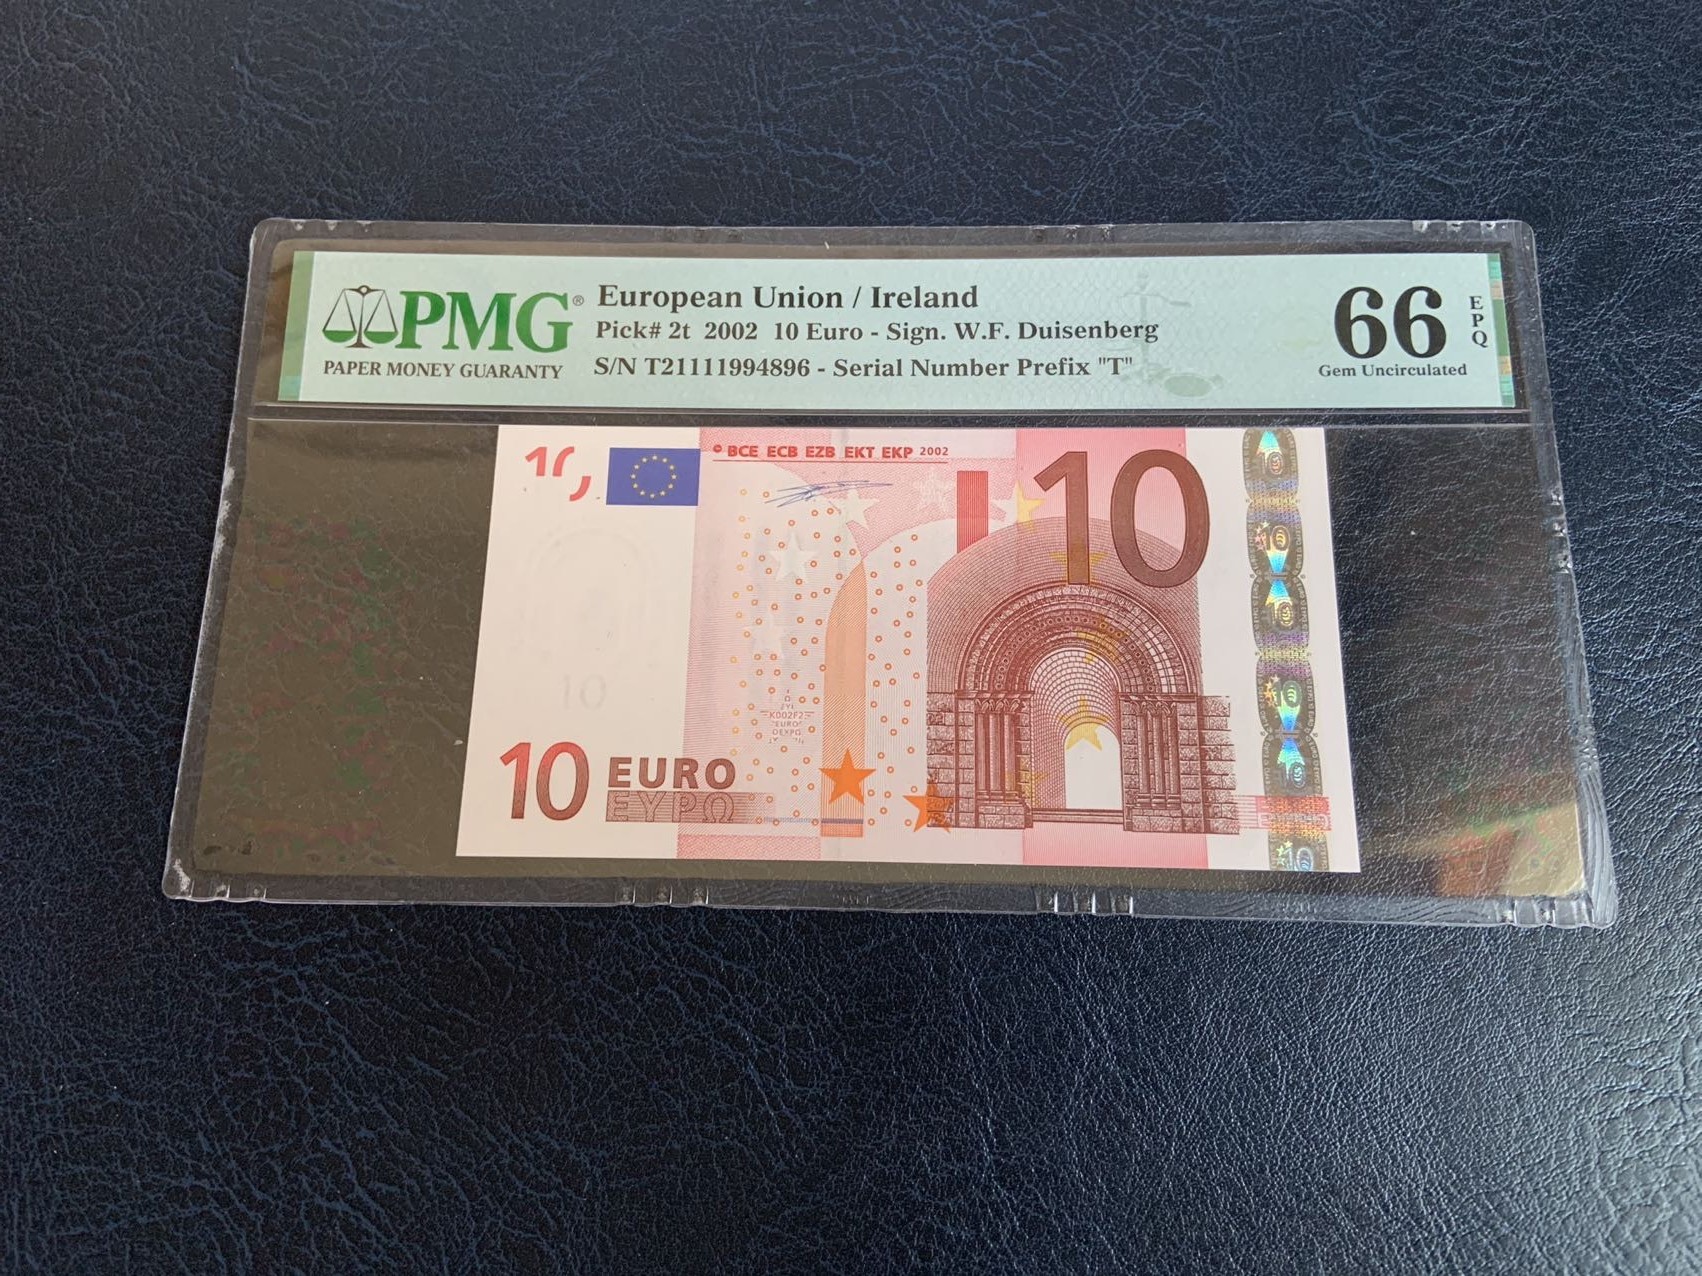 PMG®
PAPER MONEY GUARANTY
European Union / Ireland
Pick# 2t 2002 10 Euro - Sign. W.F. Duisenberg
S/N T21111994896 - Serial Number Prefix "T"
66
EPQ
Gem Uncirculated
© BCE ECB EZB EKT EKP 2002
10
10
10 EURO
ΕΥΡΩ
K002F2